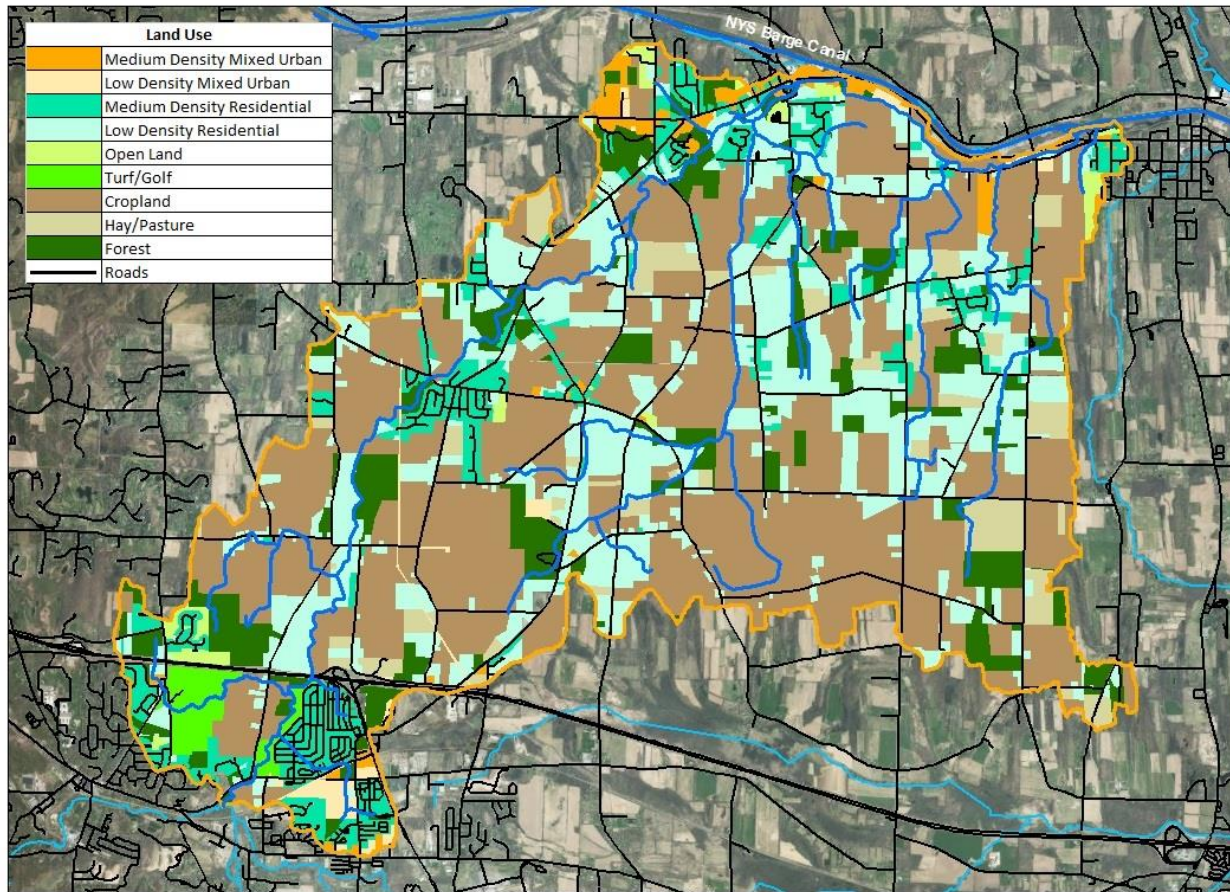 Land Use
Medium Density Mixed Urban
Low Density Mixed Urban
Medium Density Residential
Low Density Residential
Open Land
Turf/Golf
Cropland
Hay/Pasture
Forest
Roads
NYS Barge Canal